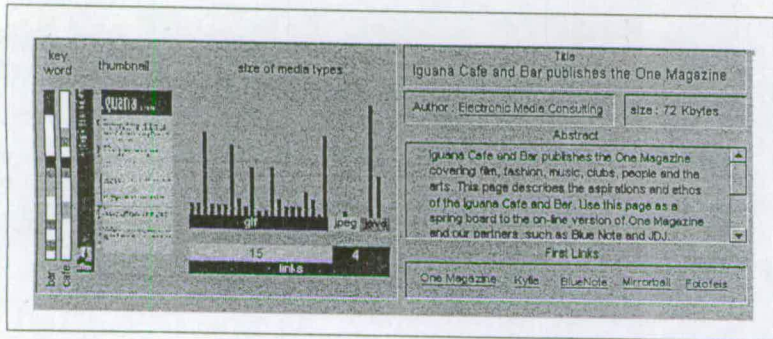 key
word
thumbnail
size of media types
iguana
gif
jpeg
java
15
4
links
bar
cafe
Title
Iguana Cafe and Bar publishes the One Magazine
Author : Electronic Media Consulting
size : 72 Kbytes
Abstract
Iguana Cafe and Bar publishes the One Magazine
covering film, fashion, music, clubs, people and the
arts. This page describes the aspirations and ethos
of the Iguana Cafe and Bar. Use this page as a
spring board to the on-line version of One Magazine
and our partners such as Blue Note and JDJ.
First Links
One Magazine Kylie BlueNote Mirrorball Fotofeis